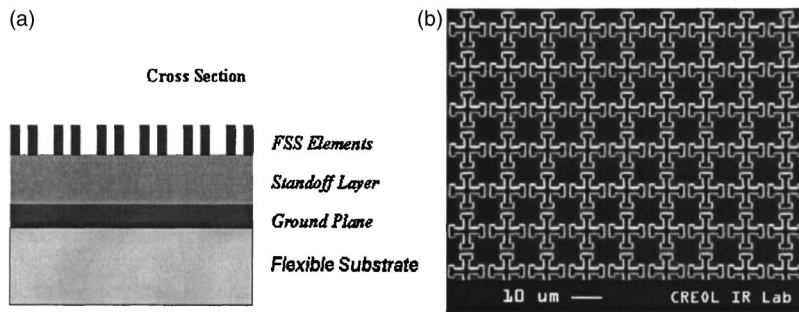 (a)
Cross Section
FSS Elements
Standoff Layer
Ground Plane
Flexible Substrate
(b)
10 um
CREOL IR Lab